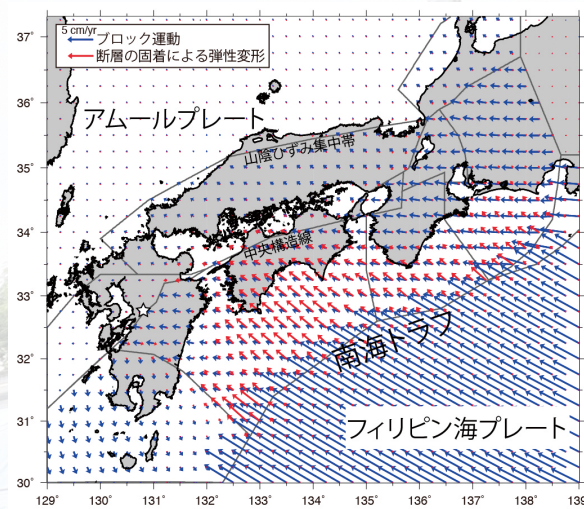 5 cm/yr
ブロック運動
断層の固着による弾性変形
アムールプレート
山陰ひずみ集中帯
中央構造線
南海トラフ
フィリピン海プレート
37°
36°
35°
34°
33°
32°
31°
30°
129° 130° 131° 132° 133° 134° 135° 136° 137° 138° 139